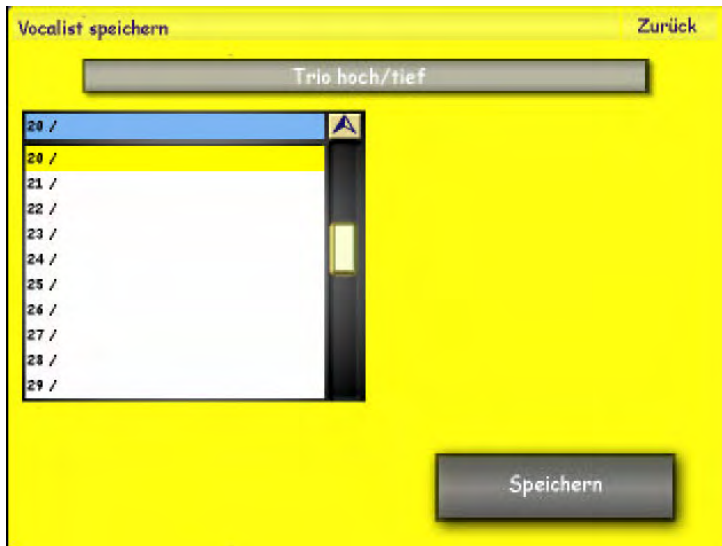 Vocalist speichern
Zurück
Trio hoch/tief
20 /
20 /
21 /
22 /
23 /
24 /
25 /
26 /
27 /
28 /
29 /
Speichern